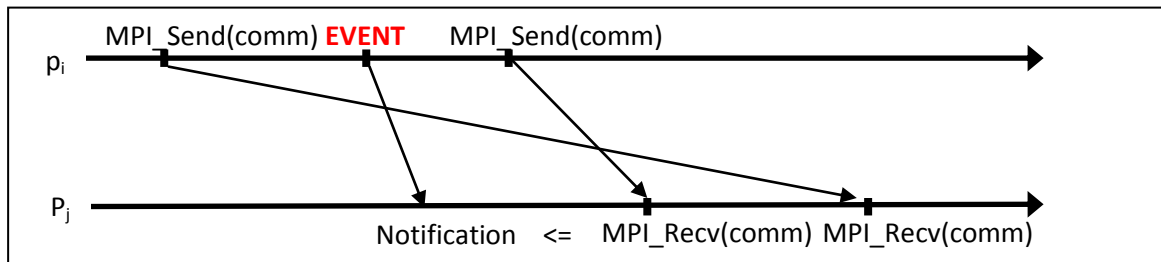 MPI_Send(comm) EVENT MPI_Send(comm)
pᵢ
Pⱼ
Notification <= MPI_Recv(comm) MPI_Recv(comm)